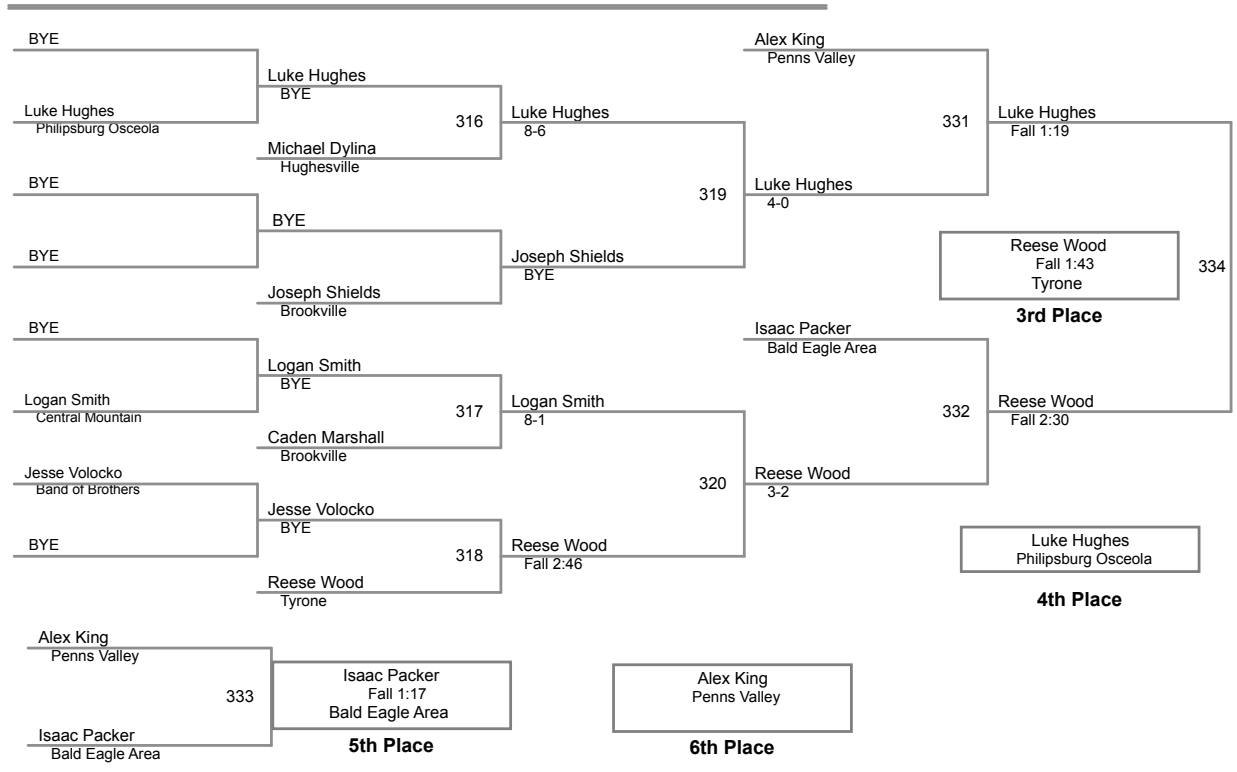 BYE
Luke Hughes
Philipsburg Osceola
BYE
BYE
BYE
Logan Smith
Central Mountain
Jesse Volocko
Band of Brothers
BYE
Luke Hughes
BYE
316
Michael Dylina
Hughesville
BYE
Joseph Shields
Brookville
Logan Smith
BYE
317
Caden Marshall
Brookville
Jesse Volocko
BYE
318
Reese Wood
Tyrone
Luke Hughes
8-6
319
Joseph Shields
BYE
Logan Smith
8-1
320
Reese Wood
Fall 2:46
Alex King
Penns Valley
331
Luke Hughes
4-0
Isaac Packer
Bald Eagle Area
332
Reese Wood
3-2
Luke Hughes
Fall 1:19
Reese Wood
Fall 1:43
Tyrone
3rd Place
334
Reese Wood
Fall 2:30
Luke Hughes
Philipsburg Osceola
4th Place
Alex King
Penns Valley
333
Isaac Packer
Bald Eagle Area
Isaac Packer
Fall 1:17
Bald Eagle Area
5th Place
Alex King
Penns Valley
6th Place